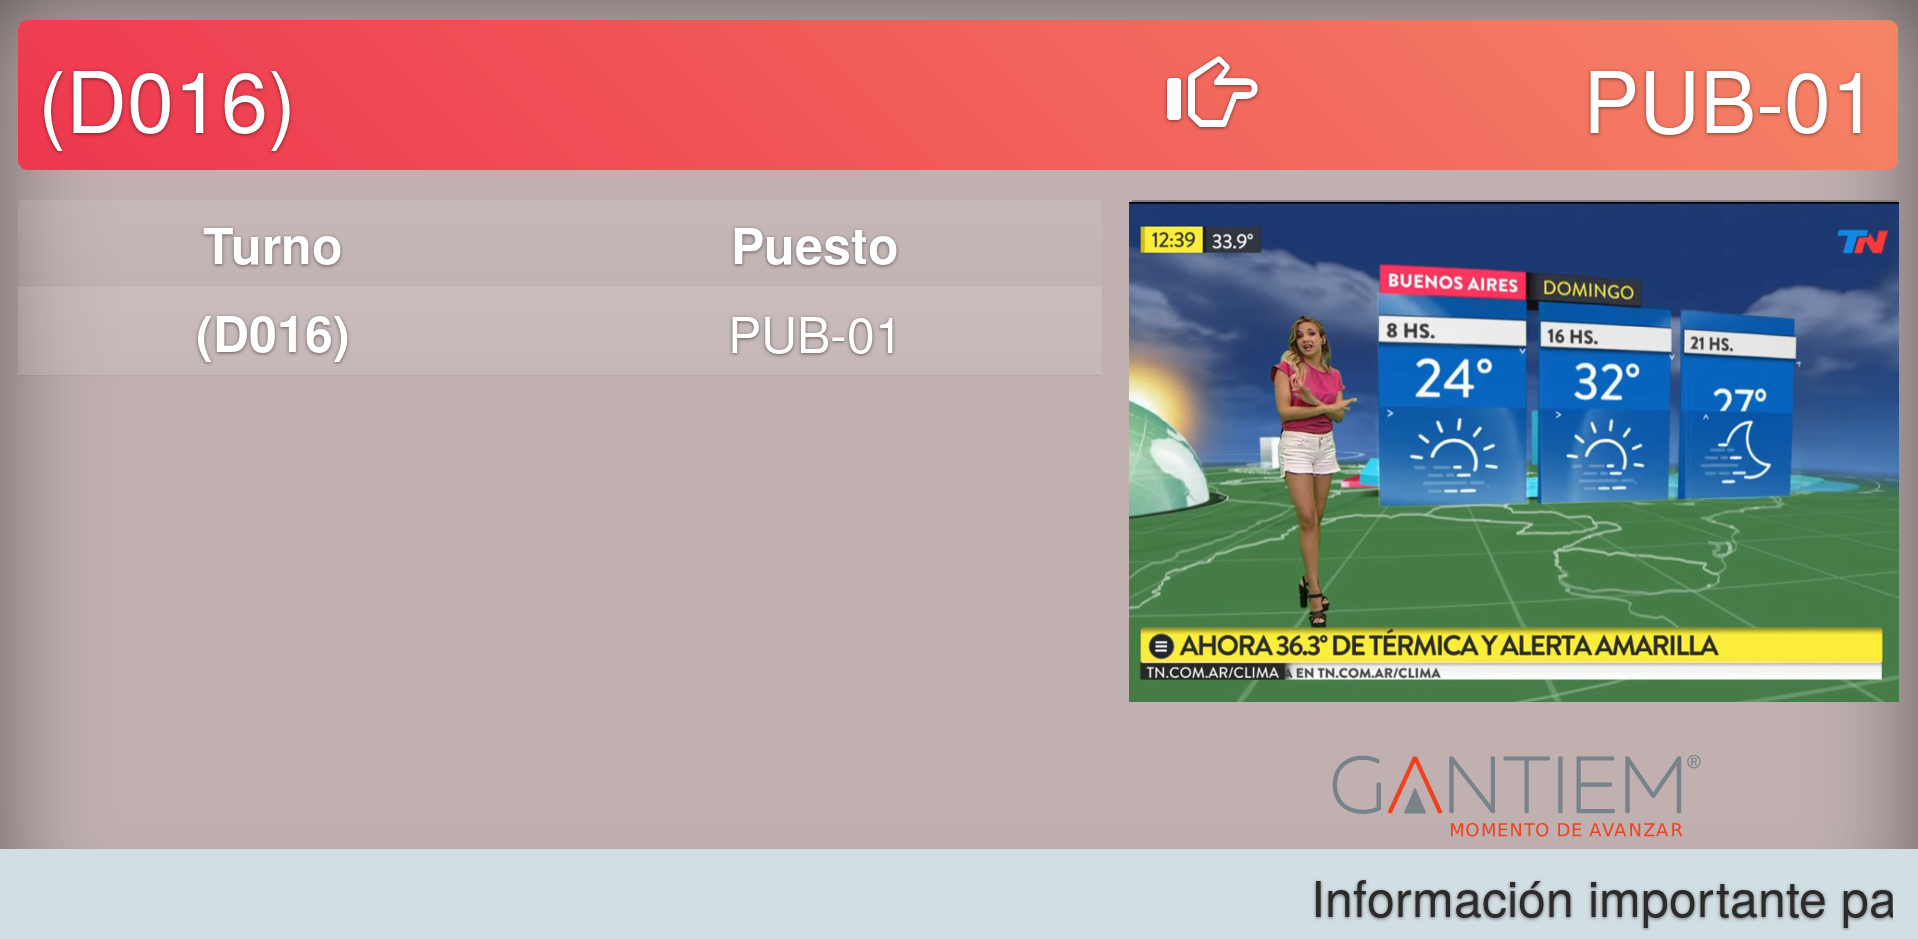 (D016) PUB-01
Turno Puesto
(D016) PUB-01
12:39 33.9°
TN
BUENOS AIRES DOMINGO
8 HS. 16 HS. 21 HS.
24° 32° 27°
AHORA 36.3° DE TÉRMICA Y ALERTA AMARILLA
TN.COM.AR/CLIMA A EN TN.COM.AR/CLIMA
GANTIEM®
MOMENTO DE AVANZAR
Información importante pa